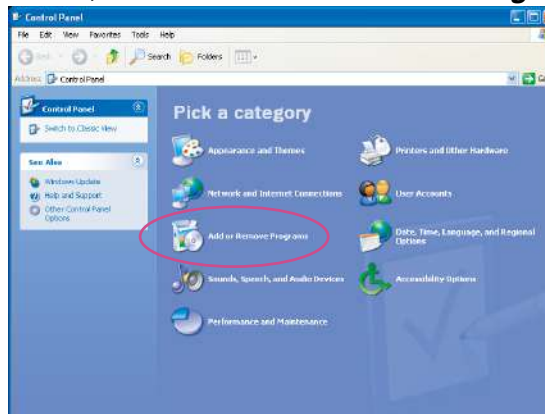 Control Panel
File Edit View Favorites Tools Help
Search Folders
Control Panel
Control Panel
Switch to Classic View
See Also
Windows Update
Help and Support
Other Control Panel
Options
Pick a category
Appearance and Themes
Printers and Other Hardware
Network and Internet Connections
User Accounts
Add or Remove Programs
Date, Time, Language, and Regional
Options
Sounds, Speech, and Audio Devices
Accessibility Options
Performance and Maintenance